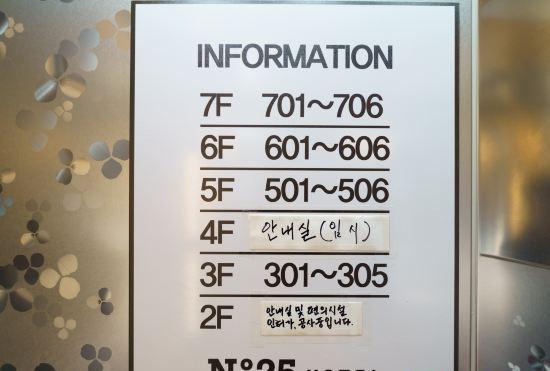 INFORMATION
7F 701~706
6F 601~606
5F 501~506
4F 안내실(임시)
3F 301~305
2F 안내실 및 편의시설
인테리어, 공사중입니다.
N°25